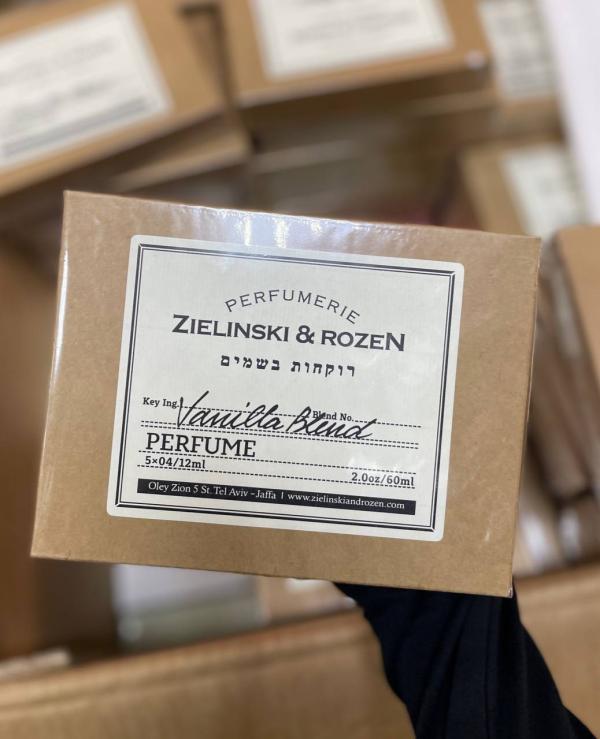 PERFUMERIE
ZIELINSKI & ROZEN
רוקחות בשמים
Key Ing. Vanilla Blend Blend No.
PERFUME
5×04/12ml 2.0oz/60ml
Oley Zion 5 St. Tel Aviv - Jaffa | www.zielinskiandrozen.com